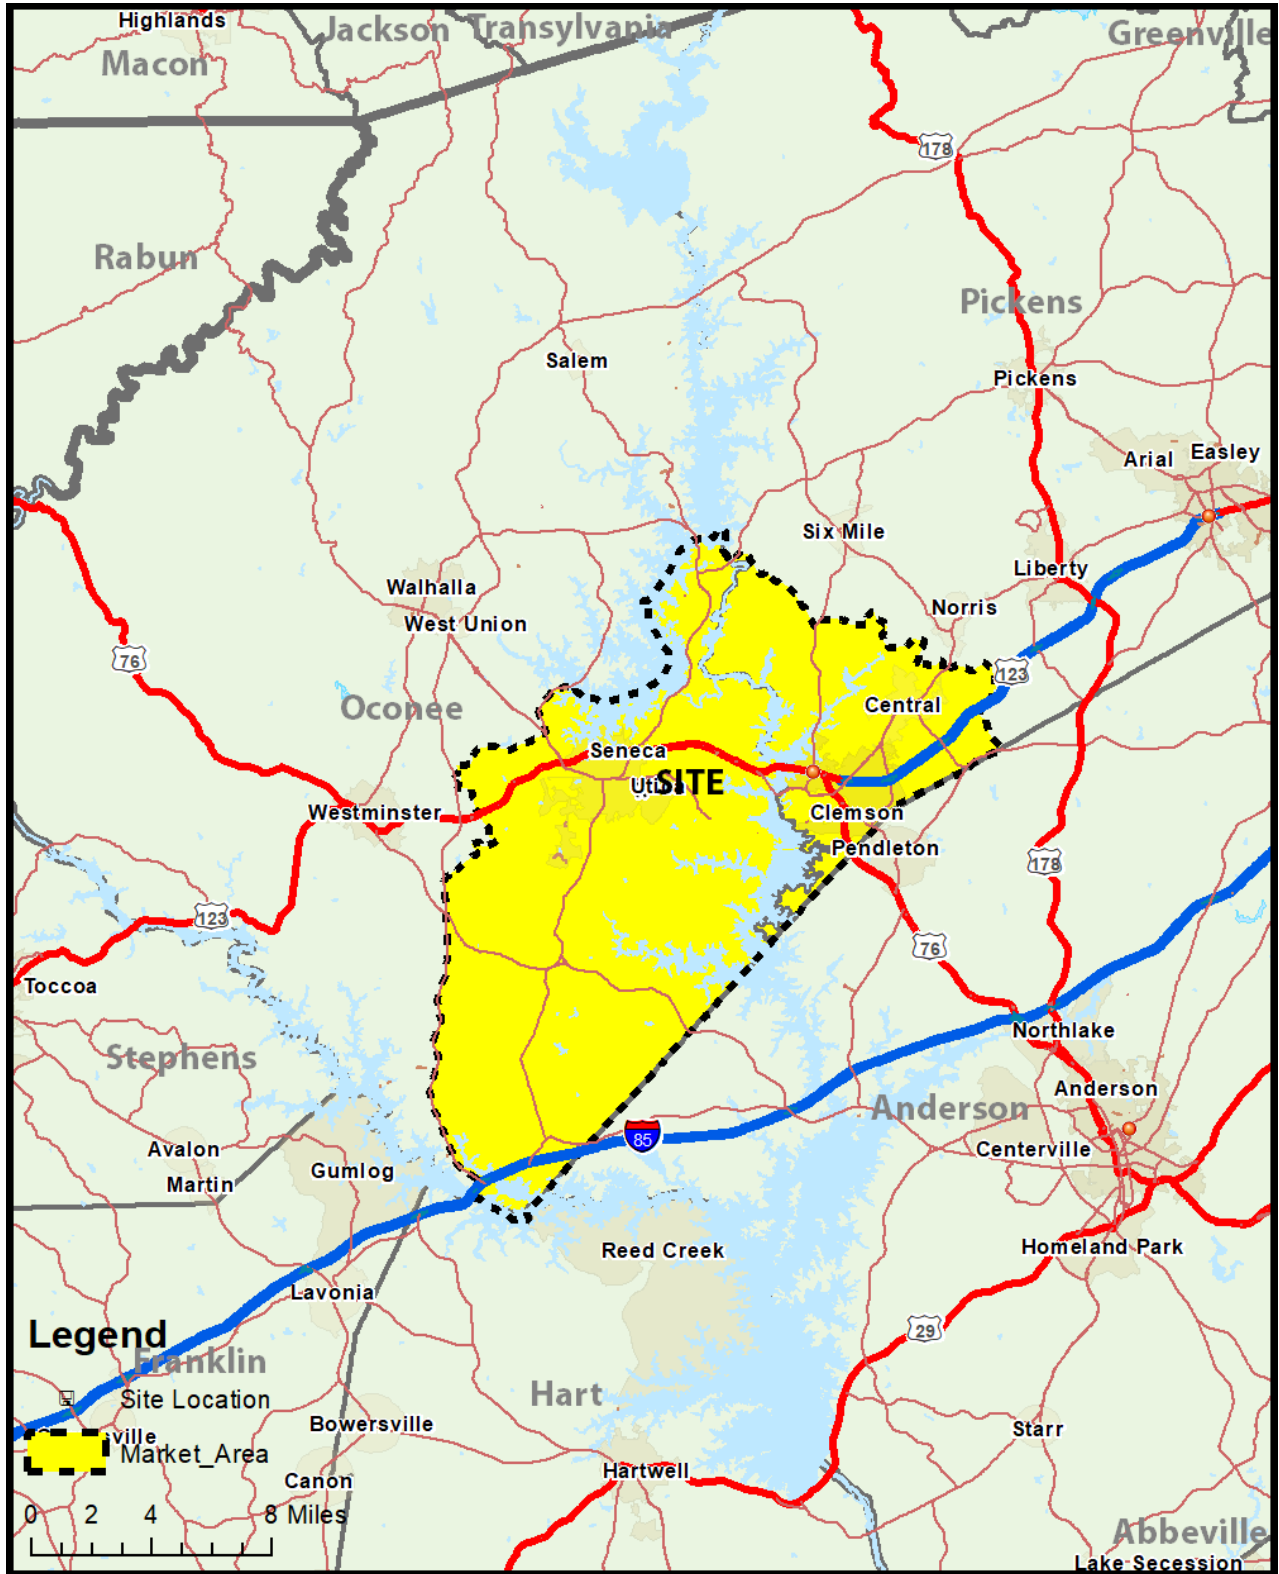 Highlands
Jackson
Transylvania
Greenville
Macon
178
Rabun
Pickens
Salem
Pickens
Arial
Easley
Six Mile
Liberty
Walhalla
Norris
West Union
76
123
Oconee
Central
Seneca
SITE
Westminster
Clemson
Pendleton
178
123
76
Toccoa
Northlake
Stephens
Anderson
Anderson
85
Avalon
Centerville
Gumlog
Martin
Reed Creek
Homeland Park
Lavonia
Legend
29
Franklin
Hart
Site Location
Bowersville
Starr
Market_Area
Hartwell
Canon
0 2 4 8 Miles
Abbeville
Lake Secession